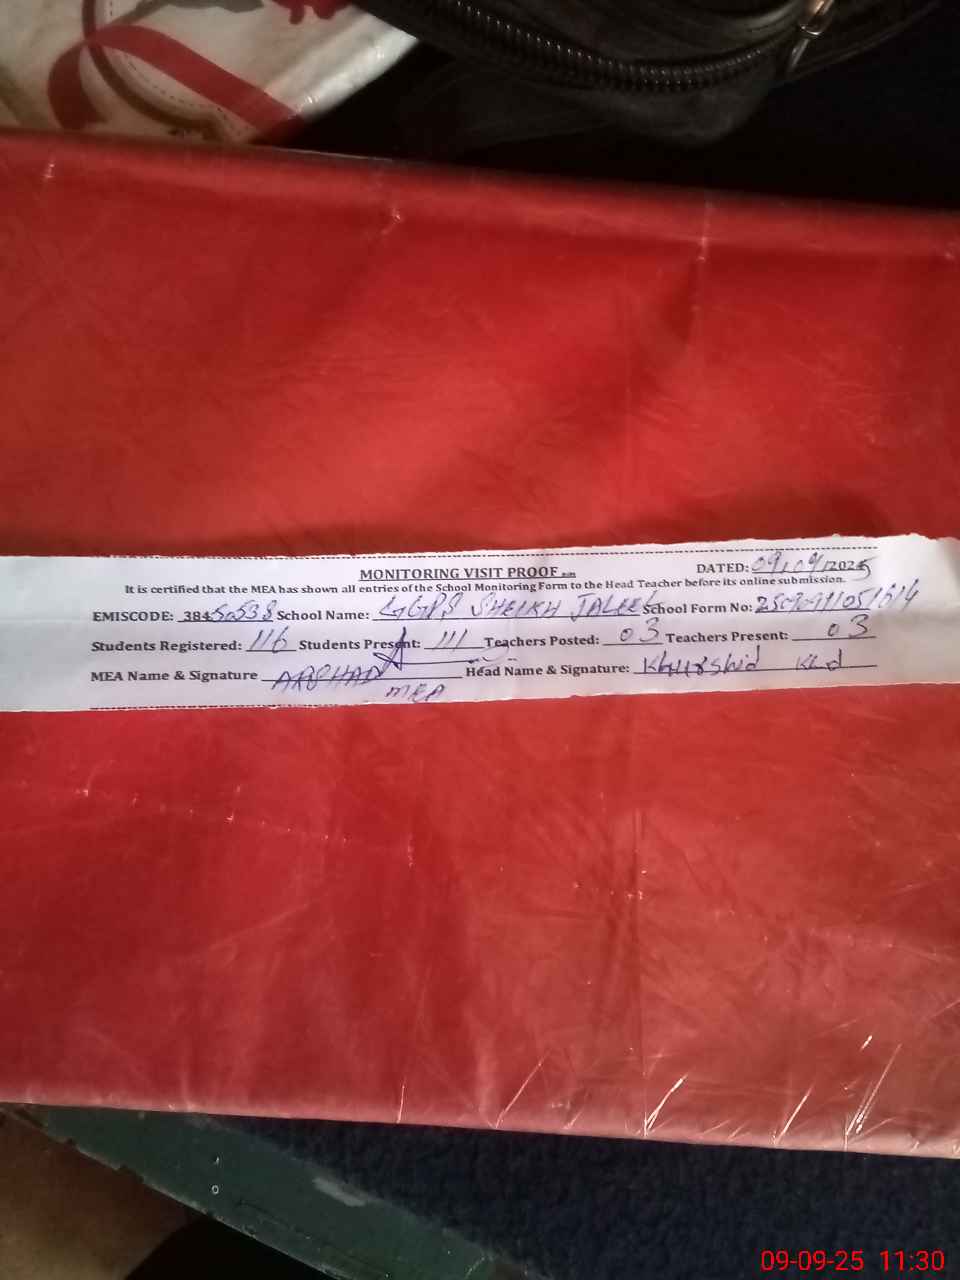 MONITORING VISIT PROOF DATED: 09/09/2025
It is certified that the MEA has shown all entries of the School Monitoring Form to the Head Teacher before its online submission.
EMISCODE: 38450538 School Name: GGPS SHEIKH JALEEL School Form No:
Students Registered: 116 Students Present: 111 Teachers Posted: 03 Teachers Present: 03
MEA Name & Signature ARSHAD Head Name & Signature: Khurshid
MEA
09-09-25 11:30